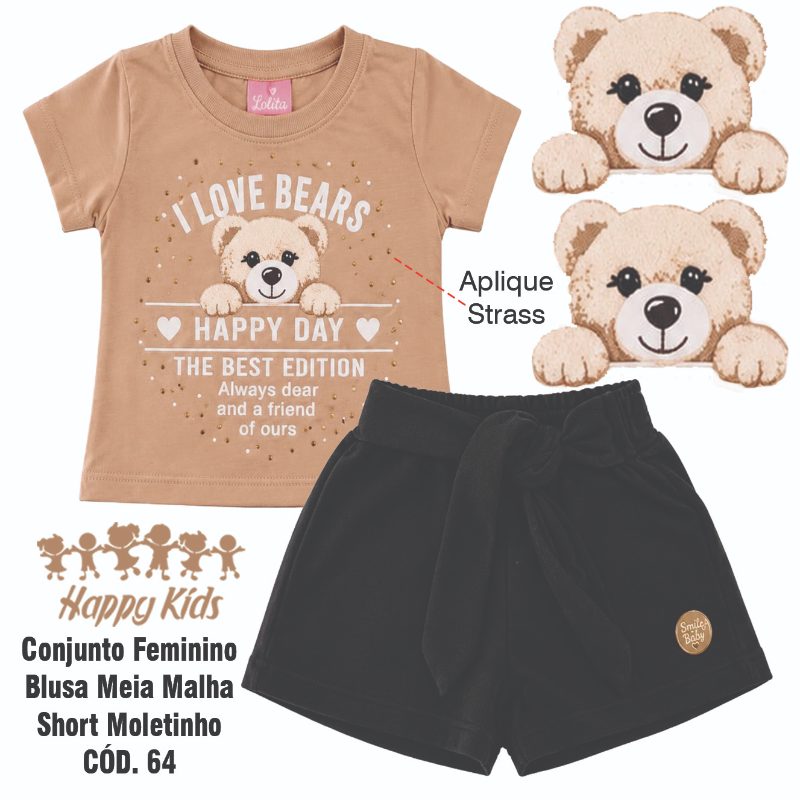 Lolita
I LOVE BEARS
HAPPY DAY
THE BEST EDITION
Always dear
and a friend
of ours
Aplique
Strass
Smile
Baby
Happy Kids
Conjunto Feminino
Blusa Meia Malha
Short Moletinho
CÓD. 64